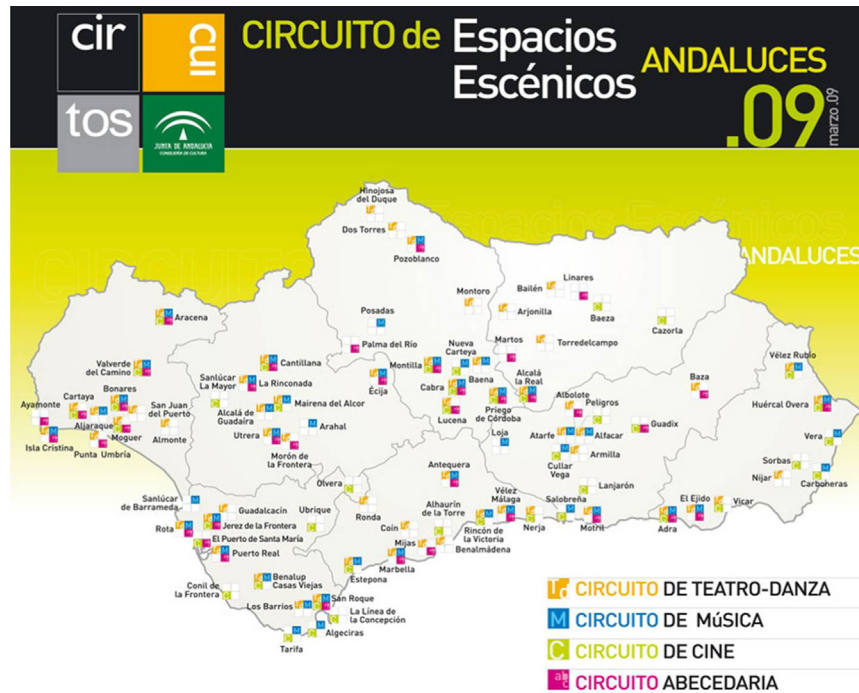 cir
cui
tos
JUNTA DE ANDALUCIA
CONSEJERÍA DE CULTURA
CIRCUITO de Espacios
Escénicos
ANDALUCES
.09
marzo.09
Espacios Escénicos
CIRCUITO
ANDALUCES
Hinojosa
del Duque
Dos Torres
Pozoblanco
Montoro
Bailén
Linares
Arjonilla
Baeza
Cazorla
Posadas
Aracena
Palma del Río
Nueva
Carteya
Martos
Torredelcampo
Vélez Rubio
Valverde
del Camino
Cantillana
Montilla
Baena
Alcalá
la Real
Sanlúcar
La Mayor
La Rinconada
Écija
Cabra
Baza
Bonares
Cartaya
San Juan
del Puerto
Mairena del Alcor
Albolote
Peligros
Huércal Overa
Ayamonte
Aljaraque
Alcalá de
Guadaira
Lucena
Priego
de Córdoba
Guadix
Moguer
Almonte
Arahal
Loja
Atarfe
Alfacar
Utrera
Vera
Isla Cristina
Punta Umbría
Morón de
la Frontera
Armilla
Cullar
Vega
Sorbas
Antequera
Carboneras
Nijar
Olvera
Lanjarón
Sanlúcar
de Barrameda
Guadalcacín
Ubrique
Vélez
Málaga
Salobreña
El Ejido
Vicar
Ronda
Alhaurín
de la Torre
Rota
Jerez de la Frontera
Coín
Rincón de
la Victoria
Nerja
Motril
Adra
El Puerto de Santa María
Mijas
Benalmádena
Puerto Real
Estepona
Marbella
Benalup
Casas Viejas
Conil de
la Frontera
San Roque
Los Barrios
La Línea de
la Concepción
Algeciras
Tarifa
Td CIRCUITO DE TEATRO-DANZA
M CIRCUITO DE MúSICA
C CIRCUITO DE CINE
abc CIRCUITO ABECEDARIA